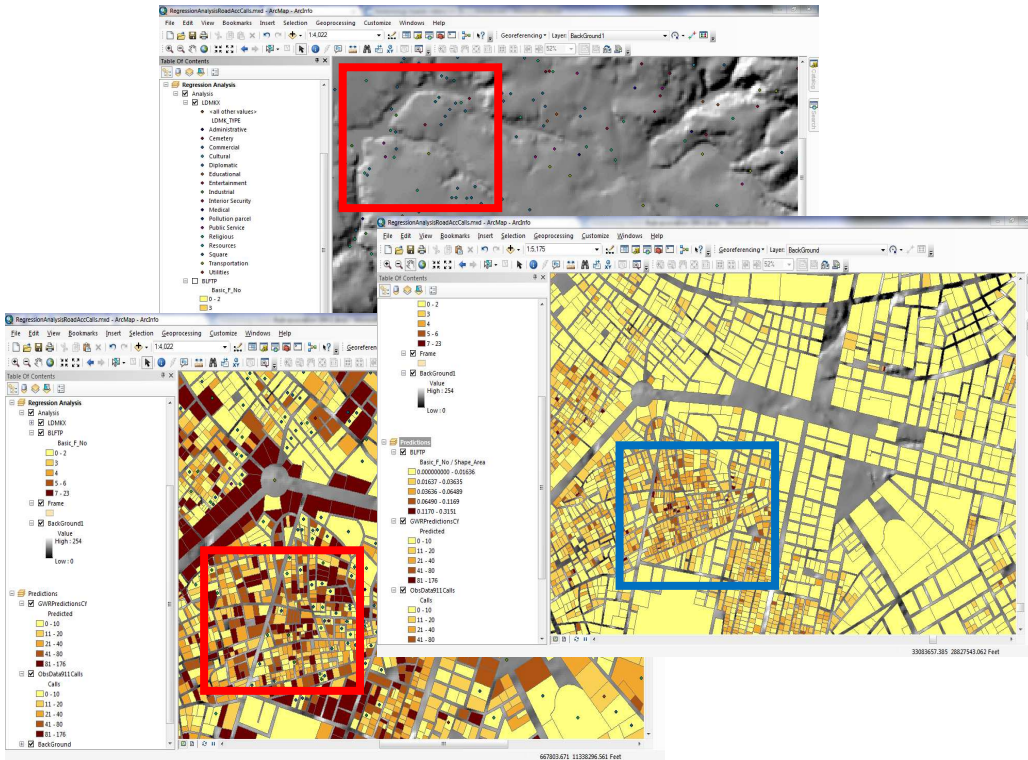 RegressionAnalysisRoadAccCalls.mxd - ArcMap - ArcInfo
File Edit View Bookmarks Insert Selection Geoprocessing Customize Windows Help
1:4,022
Georeferencing Layer: BackGround1
52%
Table Of Contents
Regression Analysis
Analysis
LDMKX
<all other values>
LDMK_TYPE
Administrative
Cemetery
Commercial
Cultural
Diplomatic
Educational
Entertainment
Industrial
Interior Security
Medical
Pollution parcel
Public Service
Religious
Resources
Square
Transportation
Utilities
BLFTP
Basic_F_No
0 - 2
3
Catalog
Search
RegressionAnalysisRoadAccCalls.mxd - ArcMap - ArcInfo
File Edit View Bookmarks Insert Selection Geoprocessing Customize Windows Help
1:5,175
Georeferencing Layer: BackGround
52%
Table Of Contents
0 - 2
3
4
5 - 6
7 - 23
Frame
BackGround1
Value
High : 254
Low : 0
Predictions
BLFTP
Basic_F_No / Shape_Area
0.00000000 - 0.01636
0.01637 - 0.03635
0.03636 - 0.06489
0.06490 - 0.1169
0.1170 - 0.3151
GWRPredictionsCf
Predicted
0 - 10
11 - 20
21 - 40
41 - 80
81 - 176
ObsData911Calls
Calls
0 - 10
11 - 20
21 - 40
41 - 80
33083657.385 28827543.062 Feet
RegressionAnalysisRoadAccCalls.mxd - ArcMap - ArcInfo
File Edit View Bookmarks Insert Selection Geoprocessing Customize Windows Help
1:4,022
Table Of Contents
Regression Analysis
Analysis
LDMKX
BLFTP
Basic_F_No
0 - 2
3
4
5 - 6
7 - 23
Frame
BackGround1
Value
High : 254
Low : 0
Predictions
GWRPredictionsCf
Predicted
0 - 10
11 - 20
21 - 40
41 - 80
81 - 176
ObsData911Calls
Calls
0 - 10
11 - 20
21 - 40
41 - 80
81 - 176
BackGround
667803.671 11338296.561 Feet